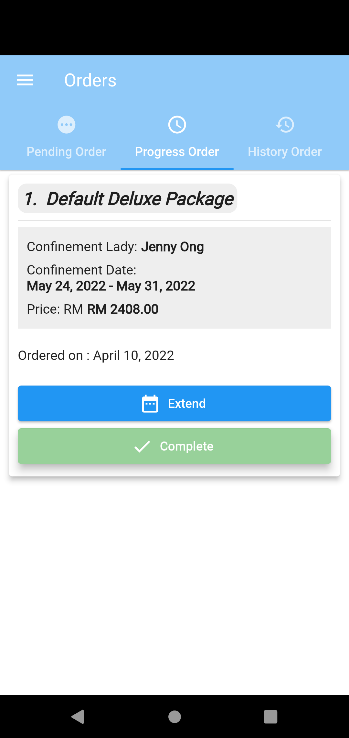 Orders
Pending Order
Progress Order
History Order
1. Default Deluxe Package
Confinement Lady: Jenny Ong
Confinement Date:
May 24, 2022 - May 31, 2022
Price: RM RM 2408.00
Ordered on : April 10, 2022
Extend
Complete